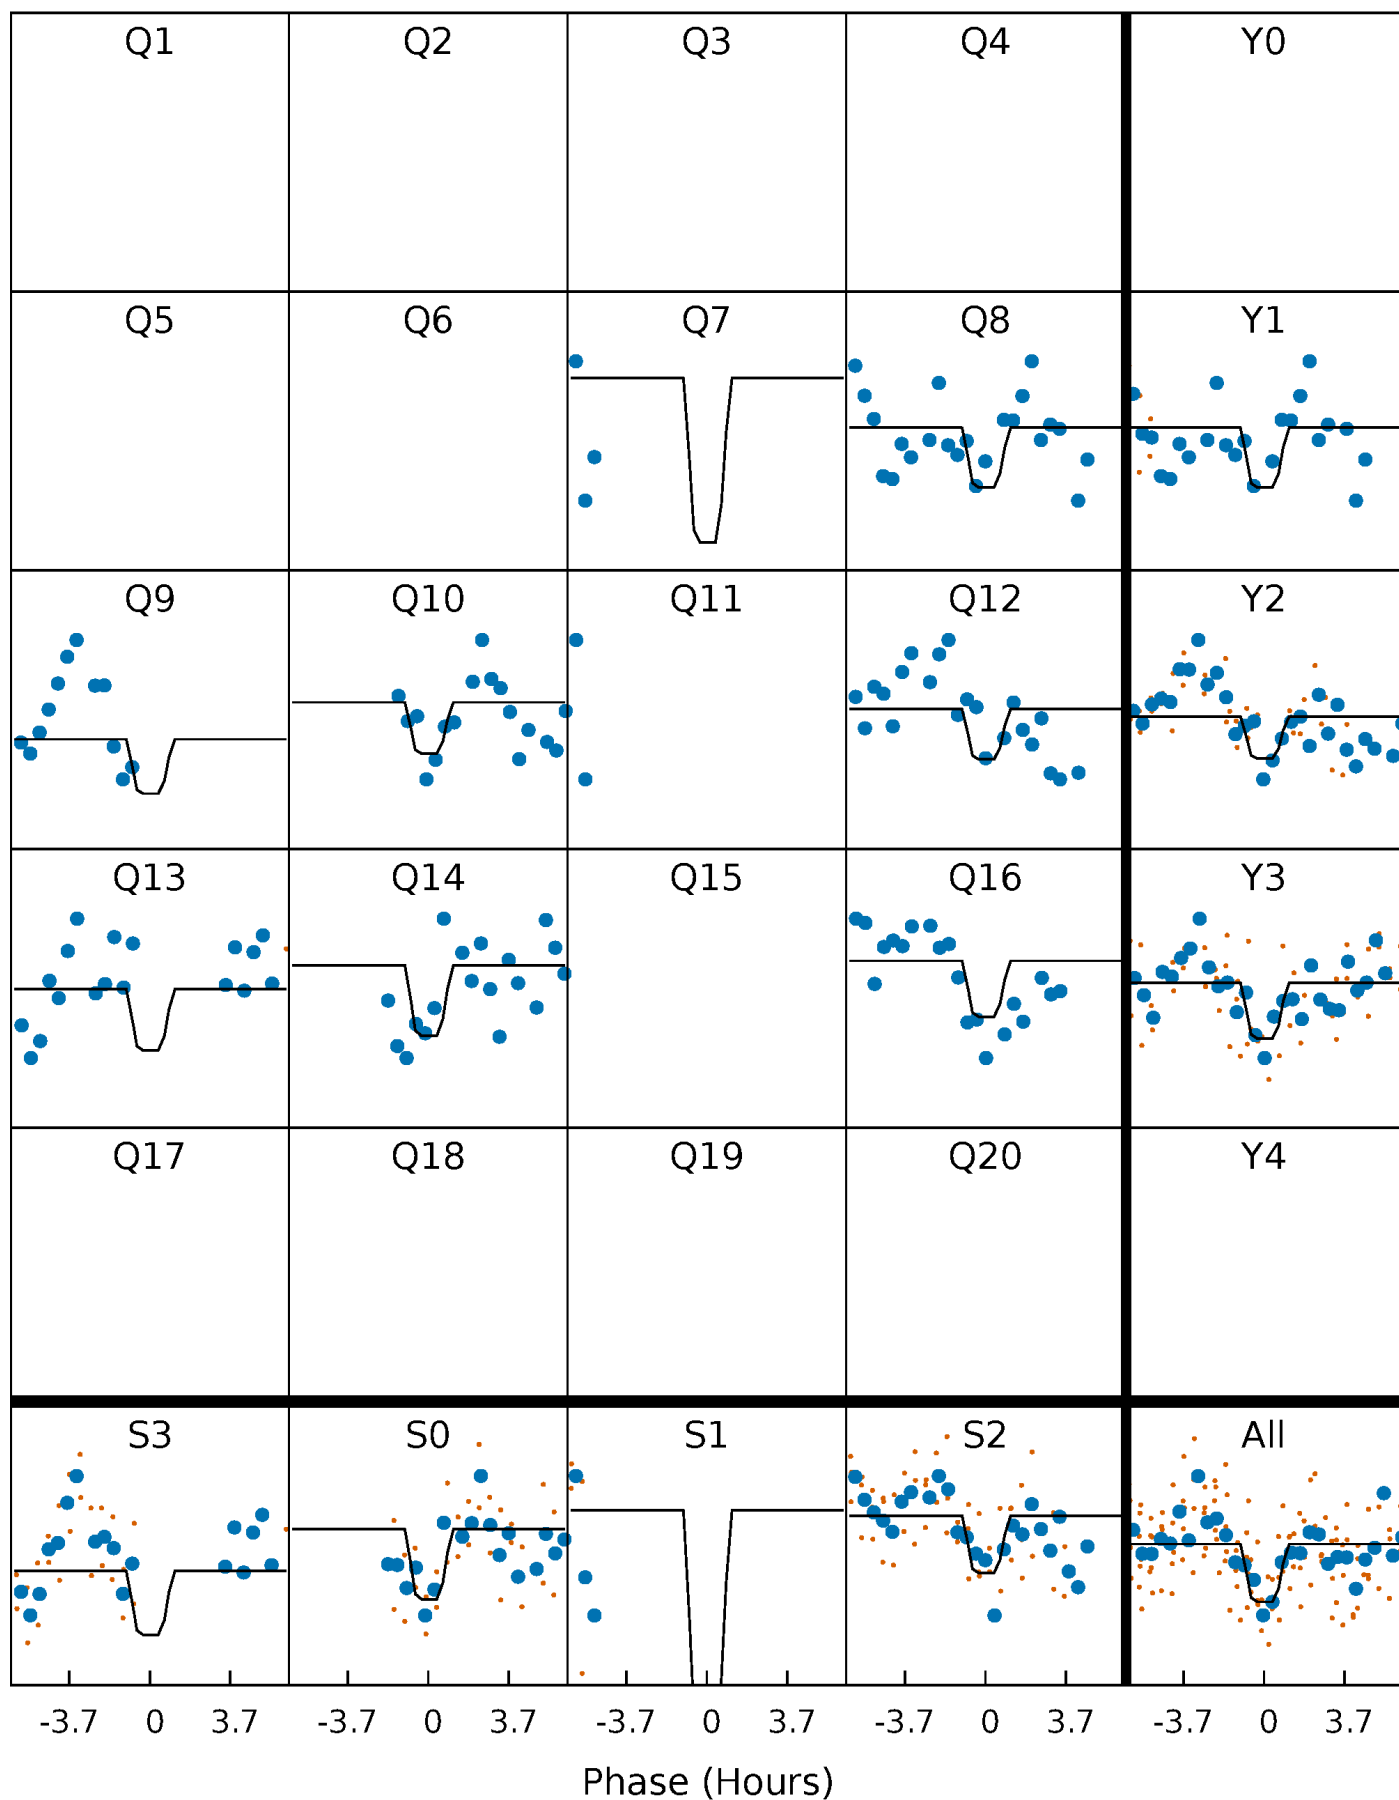 Q1 Q2 Q3 Q4 Y0
Q5 Q6 Q7 Q8 Y1
Q9 Q10 Q11 Q12 Y2
Q13 Q14 Q15 Q16 Y3
Q17 Q18 Q19 Q20 Y4
S3 S0 S1 S2 All
-3.7 0 3.7 -3.7 0 3.7 -3.7 0 3.7 -3.7 0 3.7 -3.7 0 3.7
Phase (Hours)